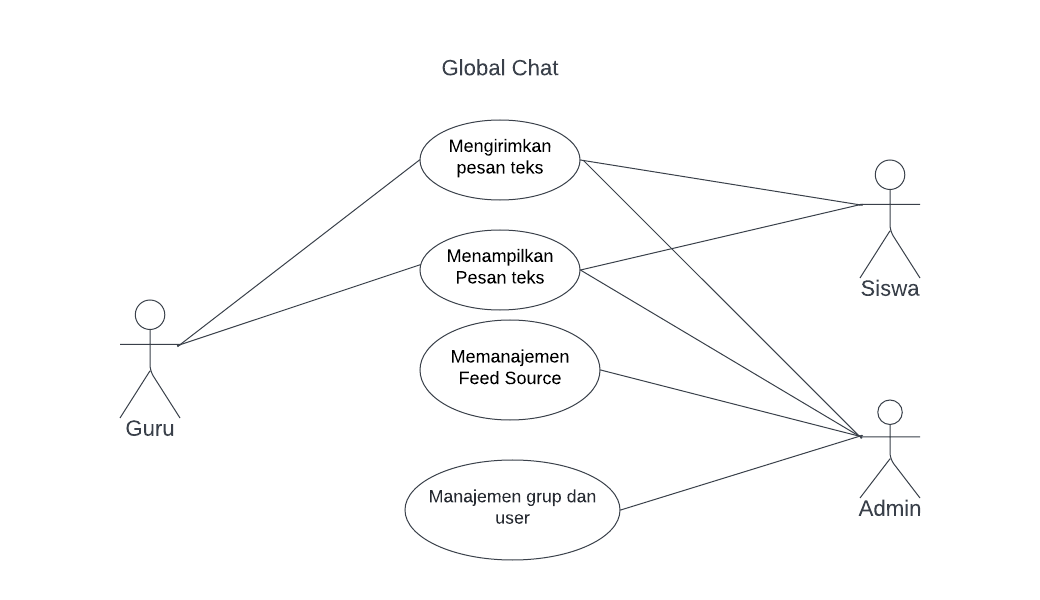 Global Chat
Mengirimkan
pesan teks
Menampilkan
Pesan teks
Siswa
Memanajemen
Feed Source
Guru
Manajemen grup dan
user
Admin